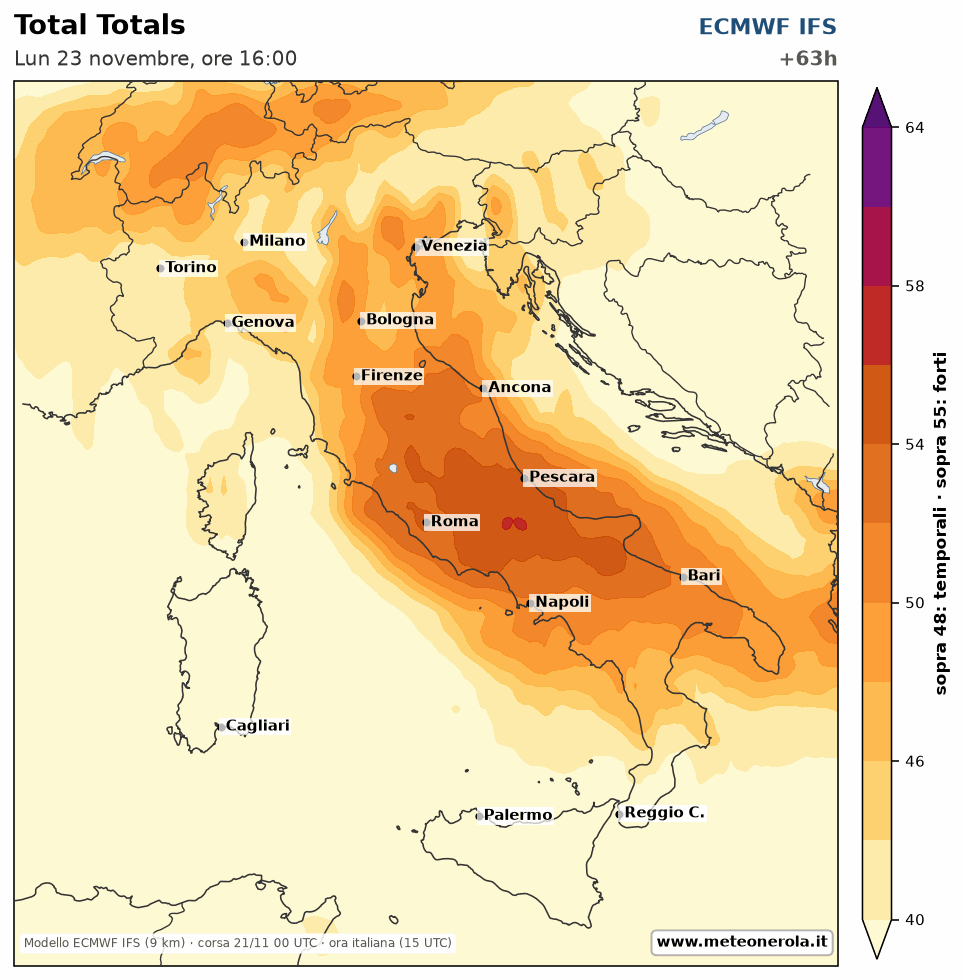 Total Totals
ECMWF IFS
Lun 23 novembre, ore 16:00
+63h
64
Venezia
Milano
Torino
58
Bologna
Genova
Firenze
Ancona
54
Pescara
Roma
Bari
50
Napoli
Cagliari
46
Palermo
Reggio C.
40
sopra 48: temporali · sopra 55: forti
Modello ECMWF IFS (9 km) · corsa 21/11 00 UTC · ora italiana (15 UTC)
www.meteonerola.it